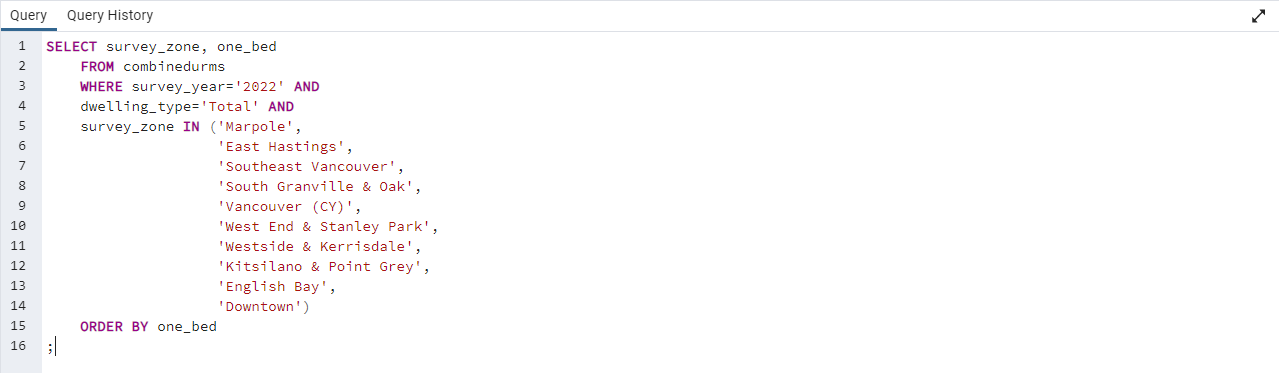 Query Query History
1 SELECT survey_zone, one_bed
2 FROM combinedurms
3 WHERE survey_year='2022' AND
4 dwelling_type='Total' AND
5 survey_zone IN ('Marpole',
6 'East Hastings',
7 'Southeast Vancouver',
8 'South Granville & Oak',
9 'Vancouver (CY)',
10 'West End & Stanley Park',
11 'Westside & Kerrisdale',
12 'Kitsilano & Point Grey',
13 'English Bay',
14 'Downtown')
15 ORDER BY one_bed
16 ;